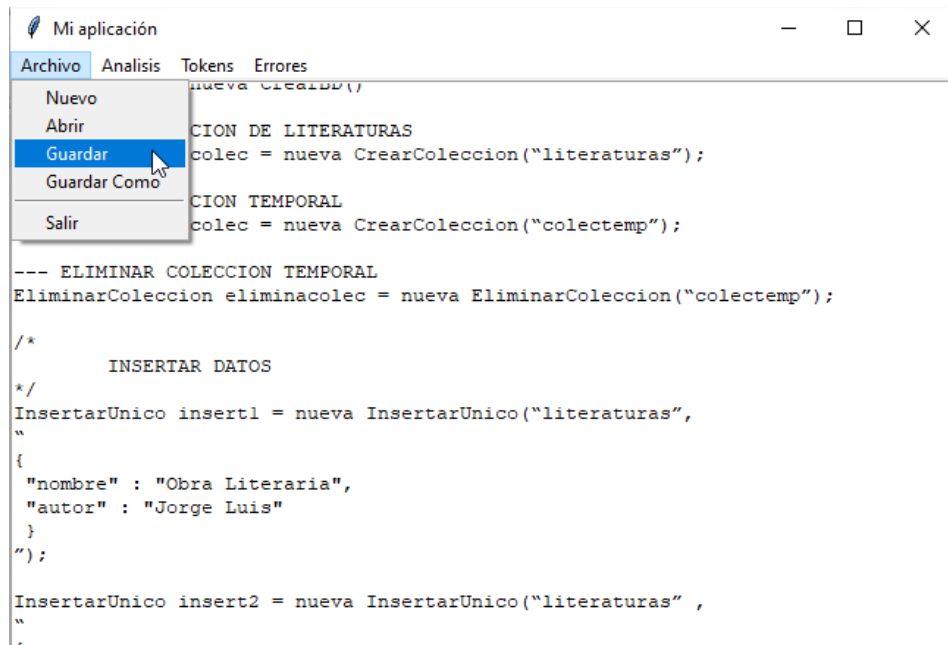 Mi aplicación
Archivo Analisis Tokens Errores
nueva CrearBD()
Nuevo
Abrir
CION DE LITERATURAS
Guardar
colec = nueva CrearColeccion(“literaturas”);
Guardar Como
CION TEMPORAL
Salir
colec = nueva CrearColeccion(“colectemp”);
--- ELIMINAR COLECCION TEMPORAL
EliminarColeccion eliminacolec = nueva EliminarColeccion(“colectemp”);
/*
INSERTAR DATOS
*/
InsertarUnico insert1 = nueva InsertarUnico(“literaturas”,
“
{
"nombre" : "Obra Literaria",
"autor" : "Jorge Luis"
}
”);
InsertarUnico insert2 = nueva InsertarUnico(“literaturas” ,
“